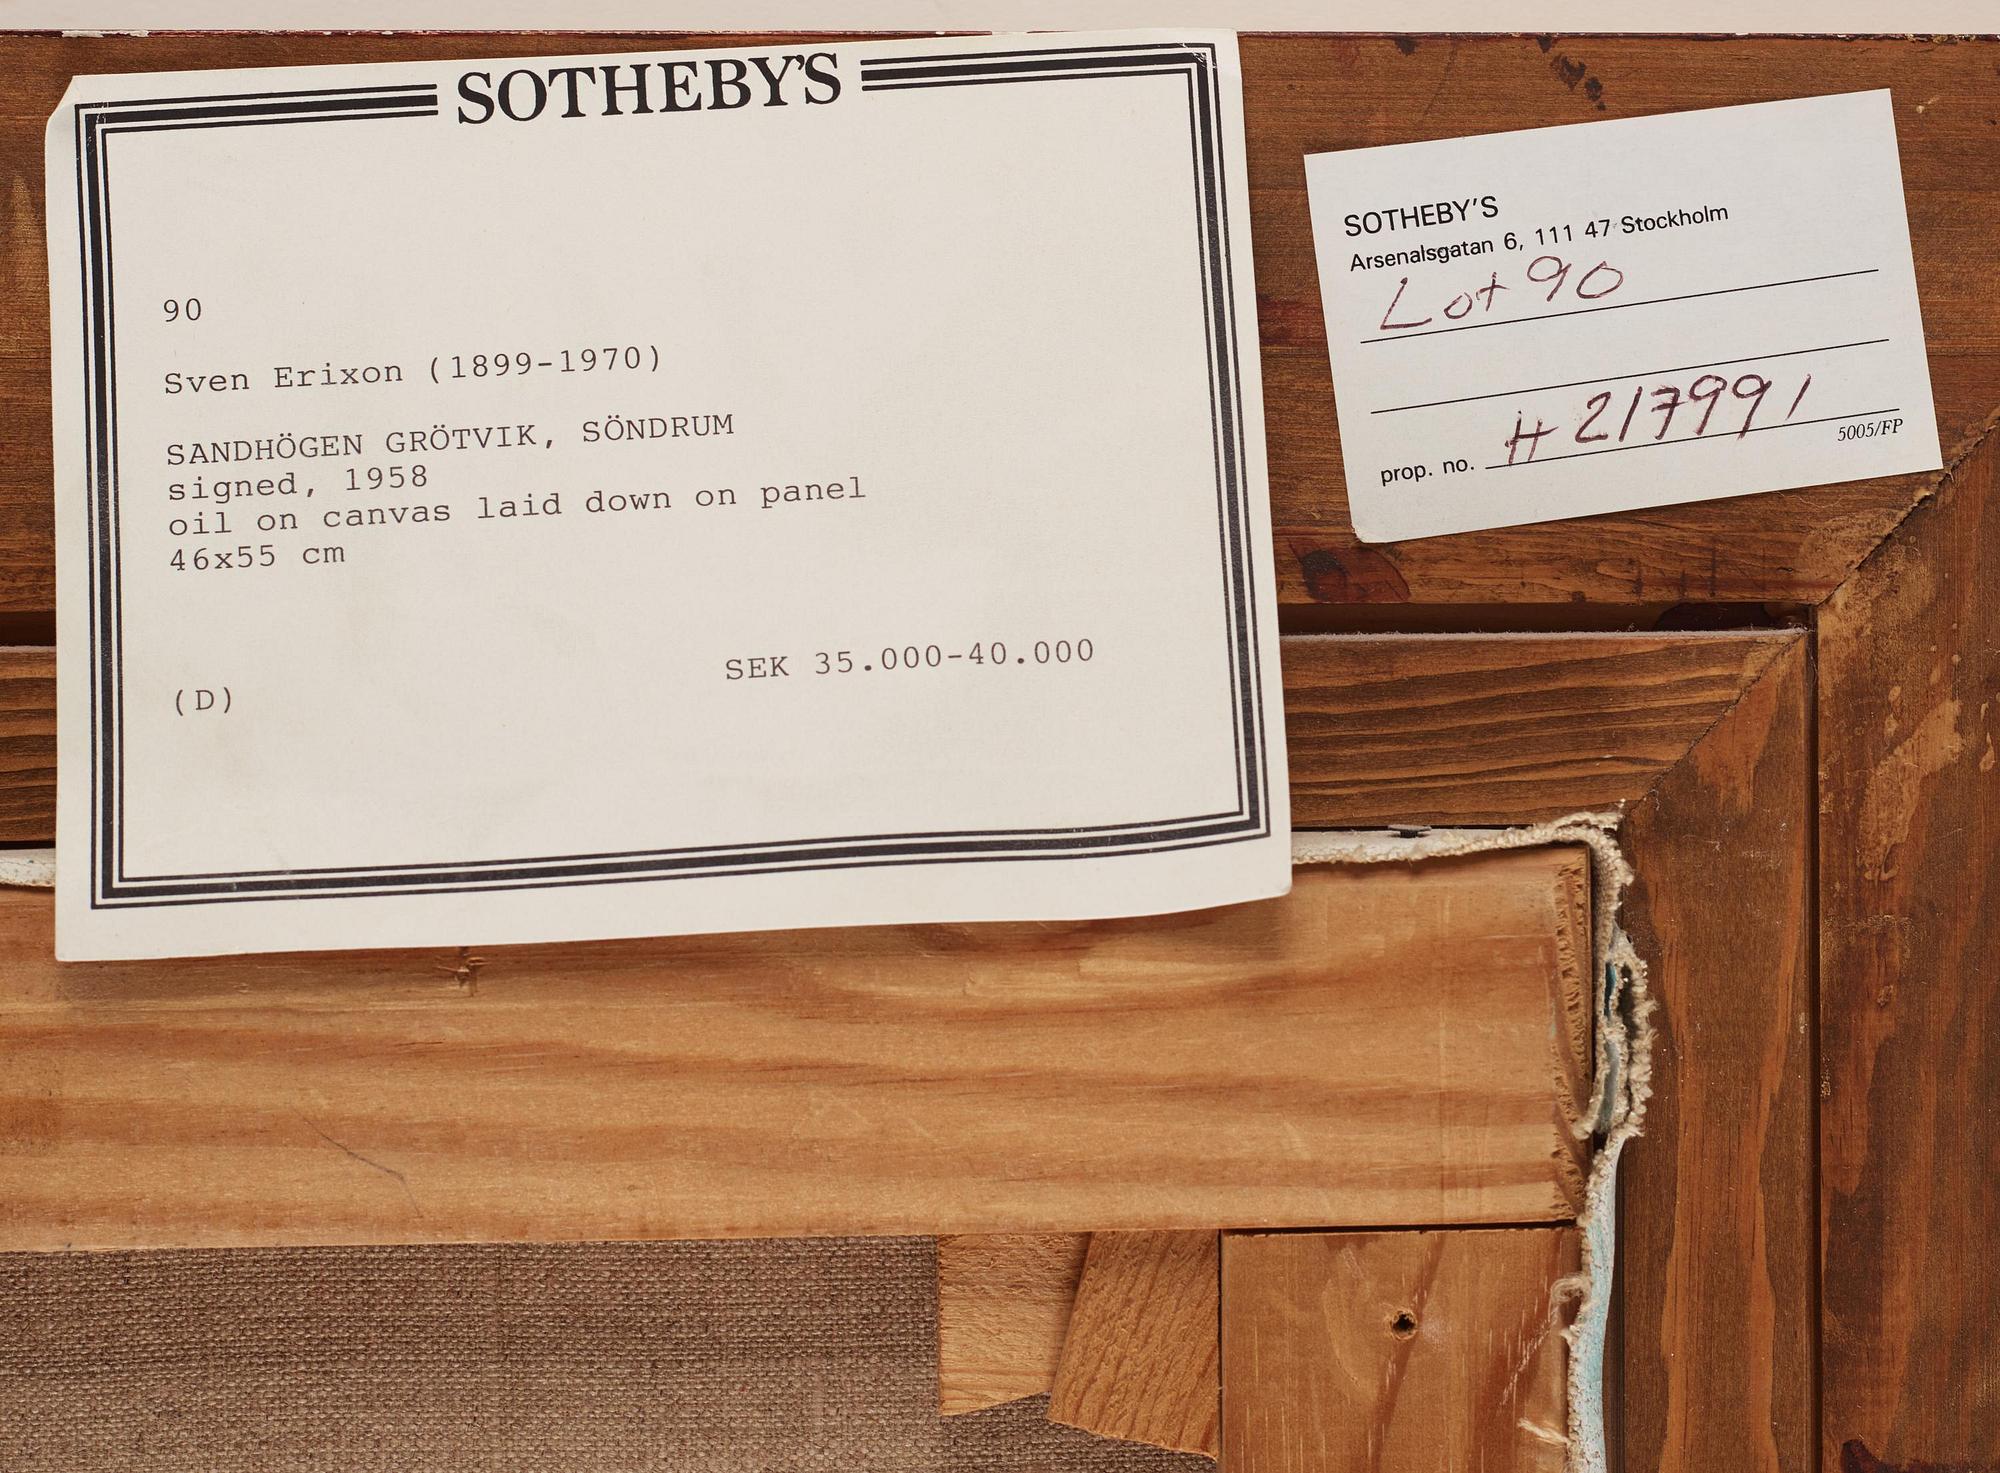 SOTHEBY'S
90
Sven Erixon (1899-1970)
SANDHÖGEN GRÖTVIK, SÖNDRUM
signed, 1958
oil on canvas laid down on panel
46x55 cm
SEK 35.000-40.000
(D)
SOTHEBY'S
Arsenalsgatan 6, 111 47 Stockholm
Lot 90
prop. no. H 217991
5005/FP